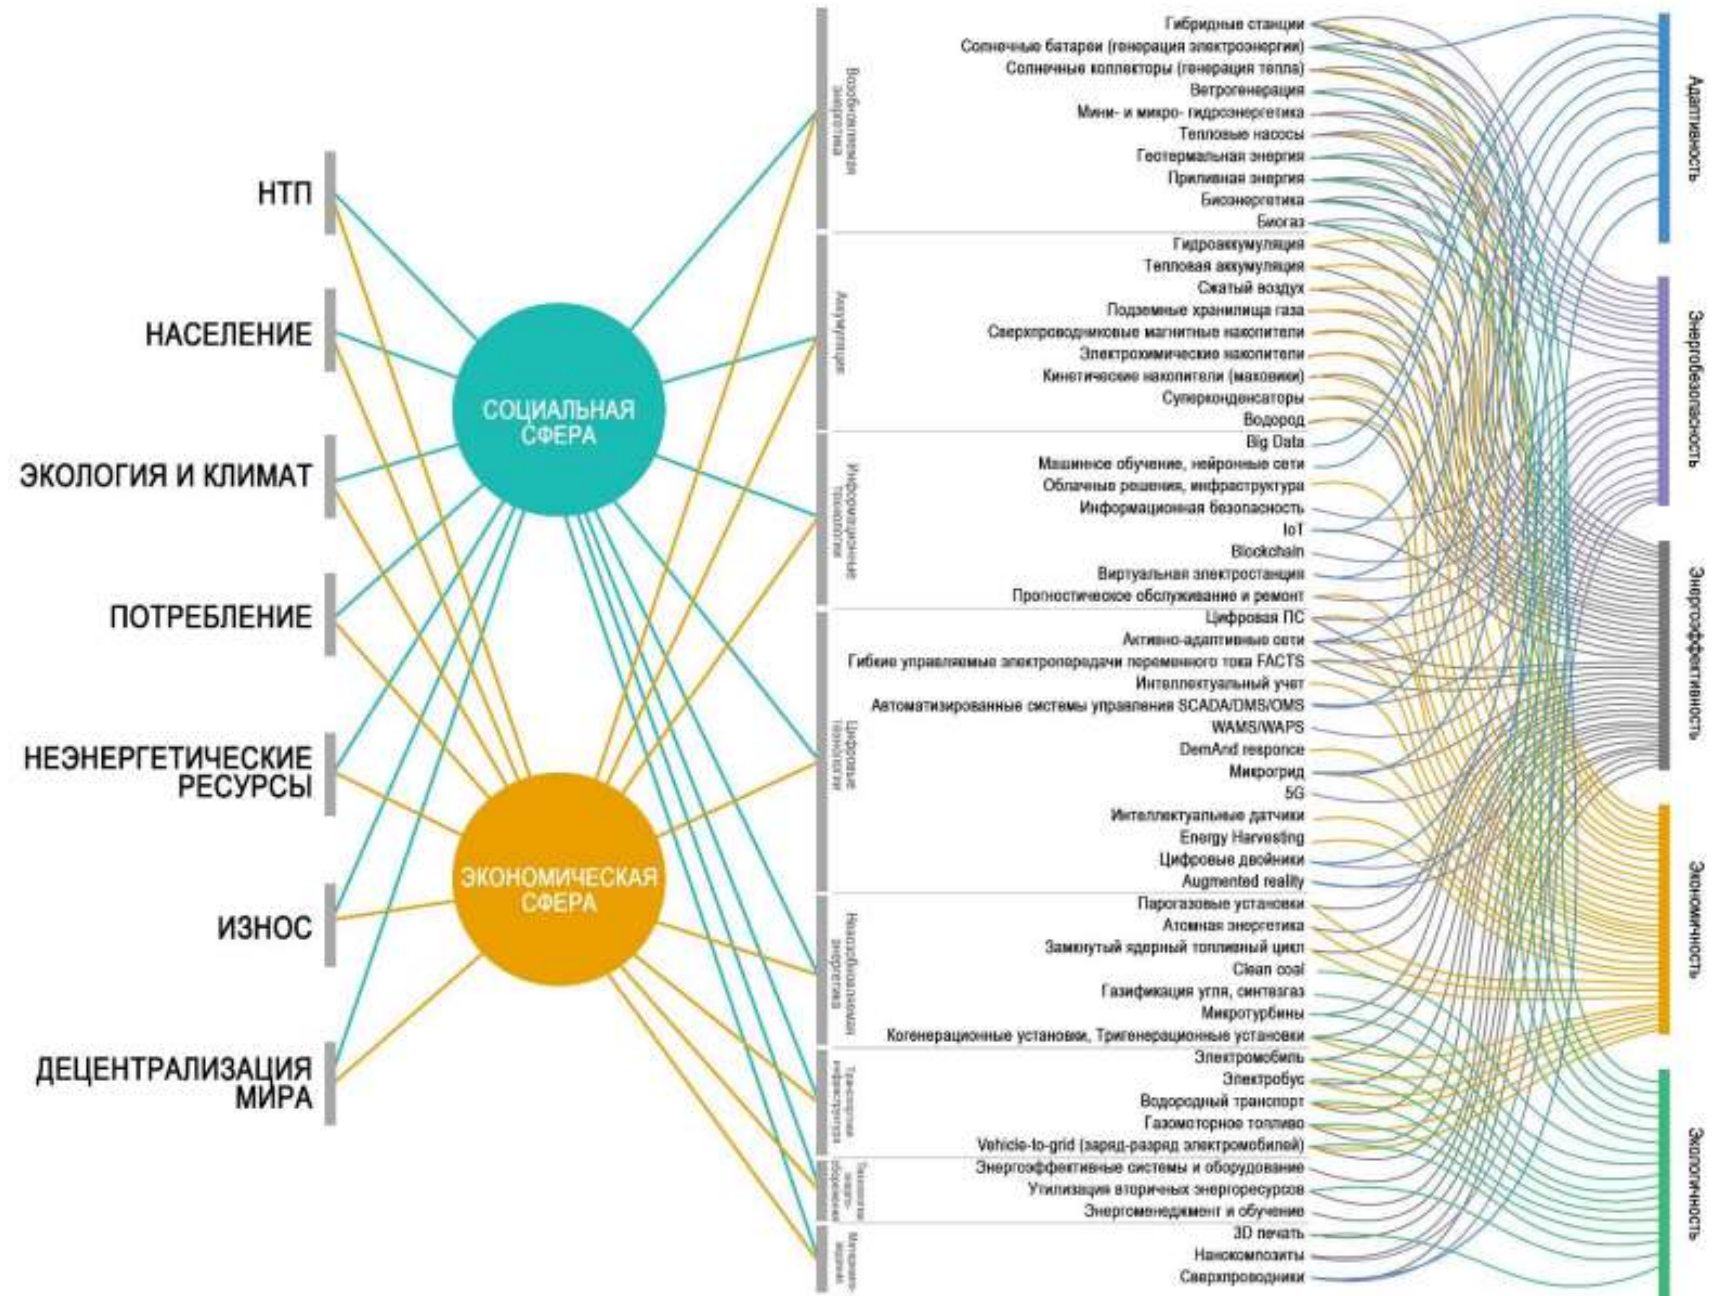 НТП
НАСЕЛЕНИЕ
ЭКОЛОГИЯ И КЛИМАТ
ПОТРЕБЛЕНИЕ
НЕЭНЕРГЕТИЧЕСКИЕ
РЕСУРСЫ
ИЗНОС
ДЕЦЕНТРАЛИЗАЦИЯ
МИРА
СОЦИАЛЬНАЯ
СФЕРА
ЭКОНОМИЧЕСКАЯ
СФЕРА
Возобновляемая
энергетика
Аккумуляция
Информационные
технологии
Цифровые
технологии
Невозобновляемая
энергетика
Транспортная
инфраструктура
Гибридные станции
Солнечные батареи (генерация электроэнергии)
Солнечные коллекторы (генерация тепла)
Ветрогенерация
Мини- и микро- гидроэнергетика
Тепловые насосы
Геотермальная энергия
Приливная энергия
Биоэнергетика
Биогаз
Гидроаккумуляция
Тепловая аккумуляция
Сжатый воздух
Подземные хранилища газа
Сверхпроводниковые магнитные накопители
Электрохимические накопители
Кинетические накопители (маховики)
Суперконденсаторы
Водород
Big Data
Машинное обучение, нейронные сети
Облачные решения, инфраструктура
Информационная безопасность
IoT
Blockchain
Виртуальная электростанция
Прогностическое обслуживание и ремонт
Цифровая ПС
Активно-адаптивные сети
Гибкие управляемые электропередачи переменного тока FACTS
Интеллектуальный учет
Автоматизированные системы управления SCADA/DMS/OMS
WAMS/WAPS
DemAnd responce
Микрогрид
5G
Интеллектуальные датчики
Energy Harvesting
Цифровые двойники
Augmented reality
Парогазовые установки
Атомная энергетика
Замкнутый ядерный топливный цикл
Clean coal
Газификация угля, синтезгаз
Микротурбины
Когенерационные установки, Тригенерационные установки
Электромобиль
Электробус
Водородный транспорт
Газомоторное топливо
Vehicle-to-grid (заряд-разряд электромобилей)
Энергоэффективные системы и оборудование
Утилизация вторичных энергоресурсов
Энергоменеджмент и обучение
3D печать
Нанокомпозиты
Сверхпроводники
Адаптивность
Энергобезопасность
Энергоэффективность
Экономичность
Экологичность